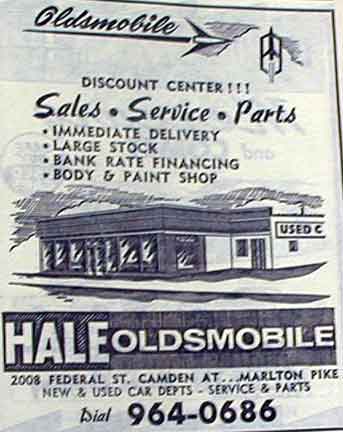 Oldsmobile
DISCOUNT CENTER!!!
Sales • Service • Parts
• IMMEDIATE DELIVERY
• LARGE STOCK
• BANK RATE FINANCING
• BODY & PAINT SHOP
USED C
HALE OLDSMOBILE
2008 FEDERAL ST. CAMDEN AT...MARLTON PIKE
NEW & USED CAR DEPTS - SERVICE & PARTS
Dial 964-0686